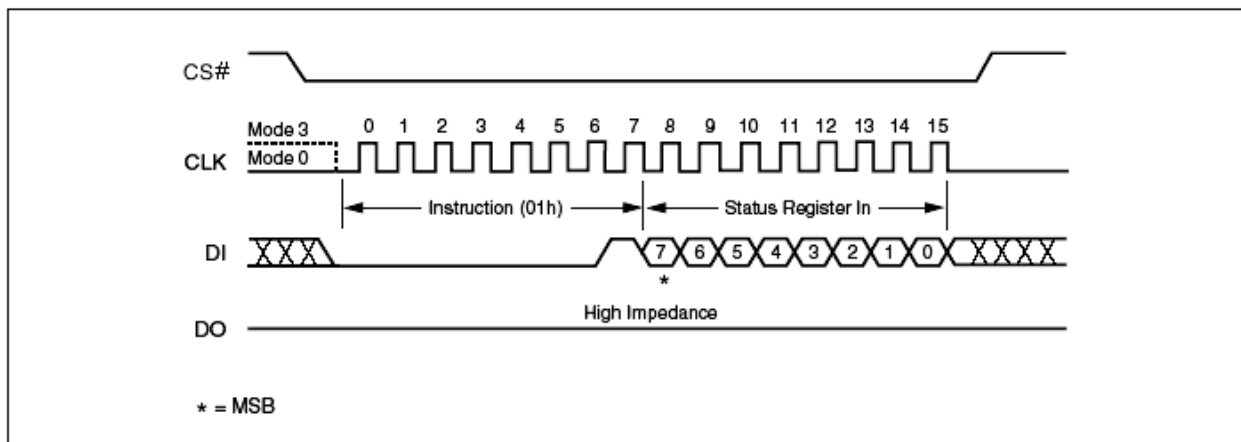 CS#
Mode 3
0 1 2 3 4 5 6 7 8 9 10 11 12 13 14 15
CLK
Mode 0
Instruction (01h)
Status Register In
DI
7 6 5 4 3 2 1 0
*
High Impedance
DO
* = MSB